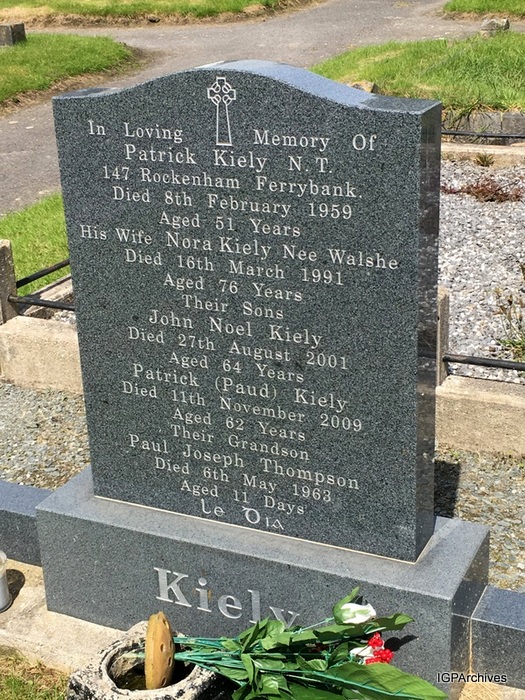 In Loving Memory Of
Patrick Kiely N.T.
147 Rockenham Ferrybank.
Died 8th February 1959
Aged 51 Years
His Wife Nora Kiely Nee Walshe
Died 16th March 1991
Aged 76 Years
Their Sons
John Noel Kiely
Died 27th August 2001
Aged 64 Years
Patrick (Paud) Kiely
Died 11th November 2009
Aged 62 Years
Their Grandson
Paul Joseph Thompson
Died 6th May 1963
Aged 11 Days
Le Dia
Kiely
IGPArchives